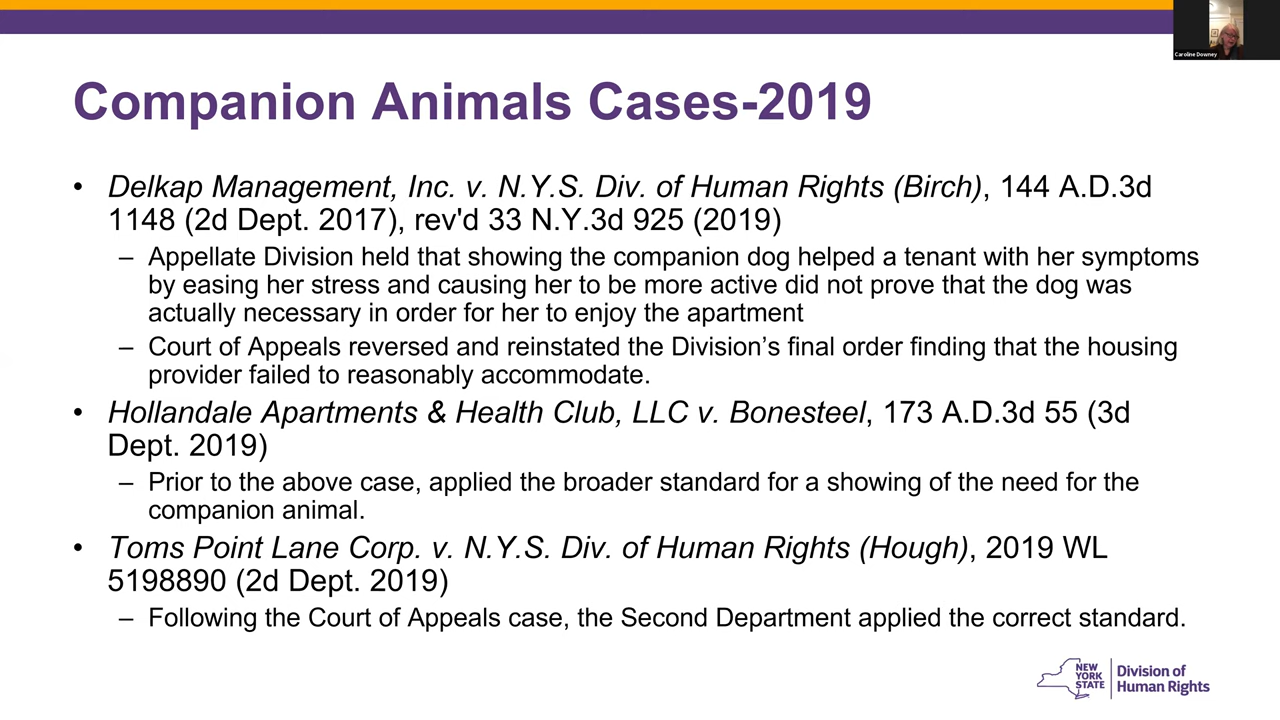 Caroline Downey
Companion Animals Cases-2019
• Delkap Management, Inc. v. N.Y.S. Div. of Human Rights (Birch), 144 A.D.3d
1148 (2d Dept. 2017), rev'd 33 N.Y.3d 925 (2019)
– Appellate Division held that showing the companion dog helped a tenant with her symptoms
by easing her stress and causing her to be more active did not prove that the dog was
actually necessary in order for her to enjoy the apartment
– Court of Appeals reversed and reinstated the Division’s final order finding that the housing
provider failed to reasonably accommodate.
• Hollandale Apartments & Health Club, LLC v. Bonesteel, 173 A.D.3d 55 (3d
Dept. 2019)
– Prior to the above case, applied the broader standard for a showing of the need for the
companion animal.
• Toms Point Lane Corp. v. N.Y.S. Div. of Human Rights (Hough), 2019 WL
5198890 (2d Dept. 2019)
– Following the Court of Appeals case, the Second Department applied the correct standard.
NEW
YORK
STATE
Division of
Human Rights